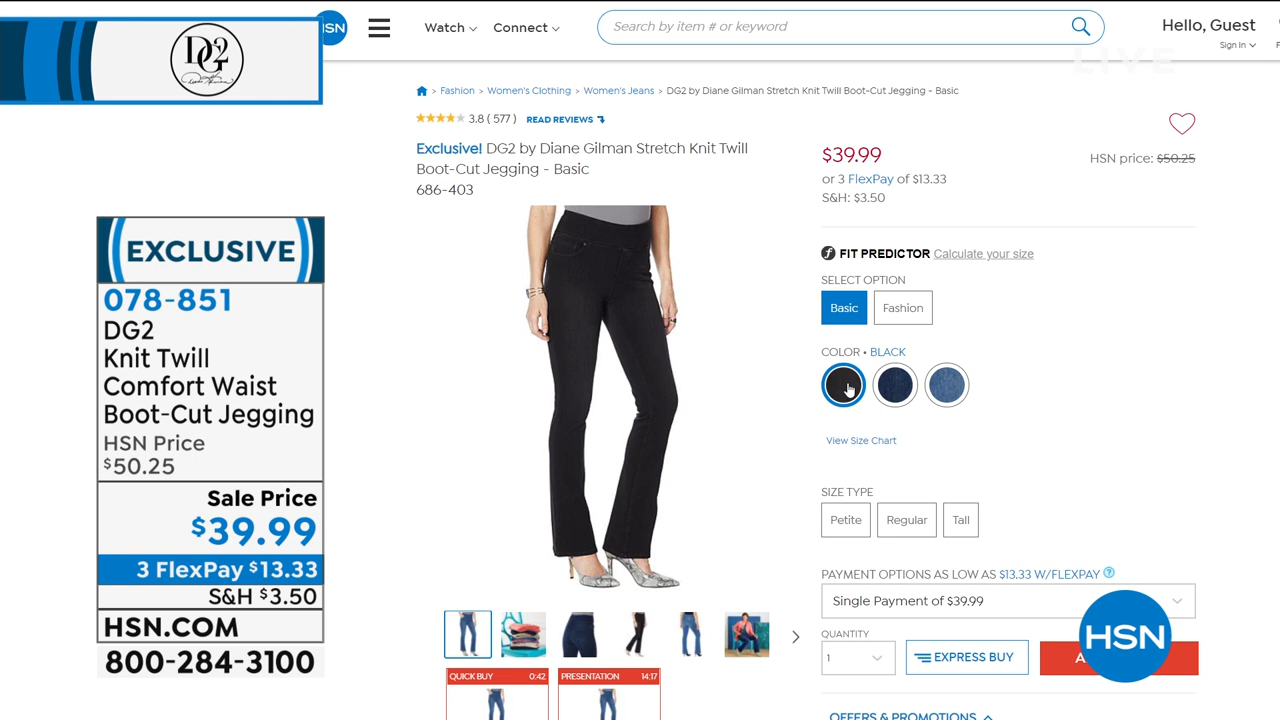 DG2
HSN
Watch
Connect
Search by item # or keyword
Hello, Guest
Sign In
LIVE
Fashion > Women's Clothing > Women's Jeans > DG2 by Diane Gilman Stretch Knit Twill Boot-Cut Jegging - Basic
3.8 ( 577 ) READ REVIEWS
Exclusive! DG2 by Diane Gilman Stretch Knit Twill
Boot-Cut Jegging - Basic
686-403
$39.99
HSN price: $50.25
or 3 FlexPay of $13.33
S&H: $3.50
FIT PREDICTOR Calculate your size
SELECT OPTION
Basic
Fashion
COLOR • BLACK
View Size Chart
SIZE TYPE
Petite
Regular
Tall
PAYMENT OPTIONS AS LOW AS $13.33 W/FLEXPAY ?
Single Payment of $39.99
QUANTITY
1
EXPRESS BUY
A
HSN
OFFERS & PROMOTIONS
QUICK BUY 0:42
PRESENTATION 14:17
EXCLUSIVE
078-851
DG2
Knit Twill
Comfort Waist
Boot-Cut Jegging
HSN Price
$50.25
Sale Price
$39.99
3 FlexPay $13.33
S&H $3.50
HSN.COM
800-284-3100